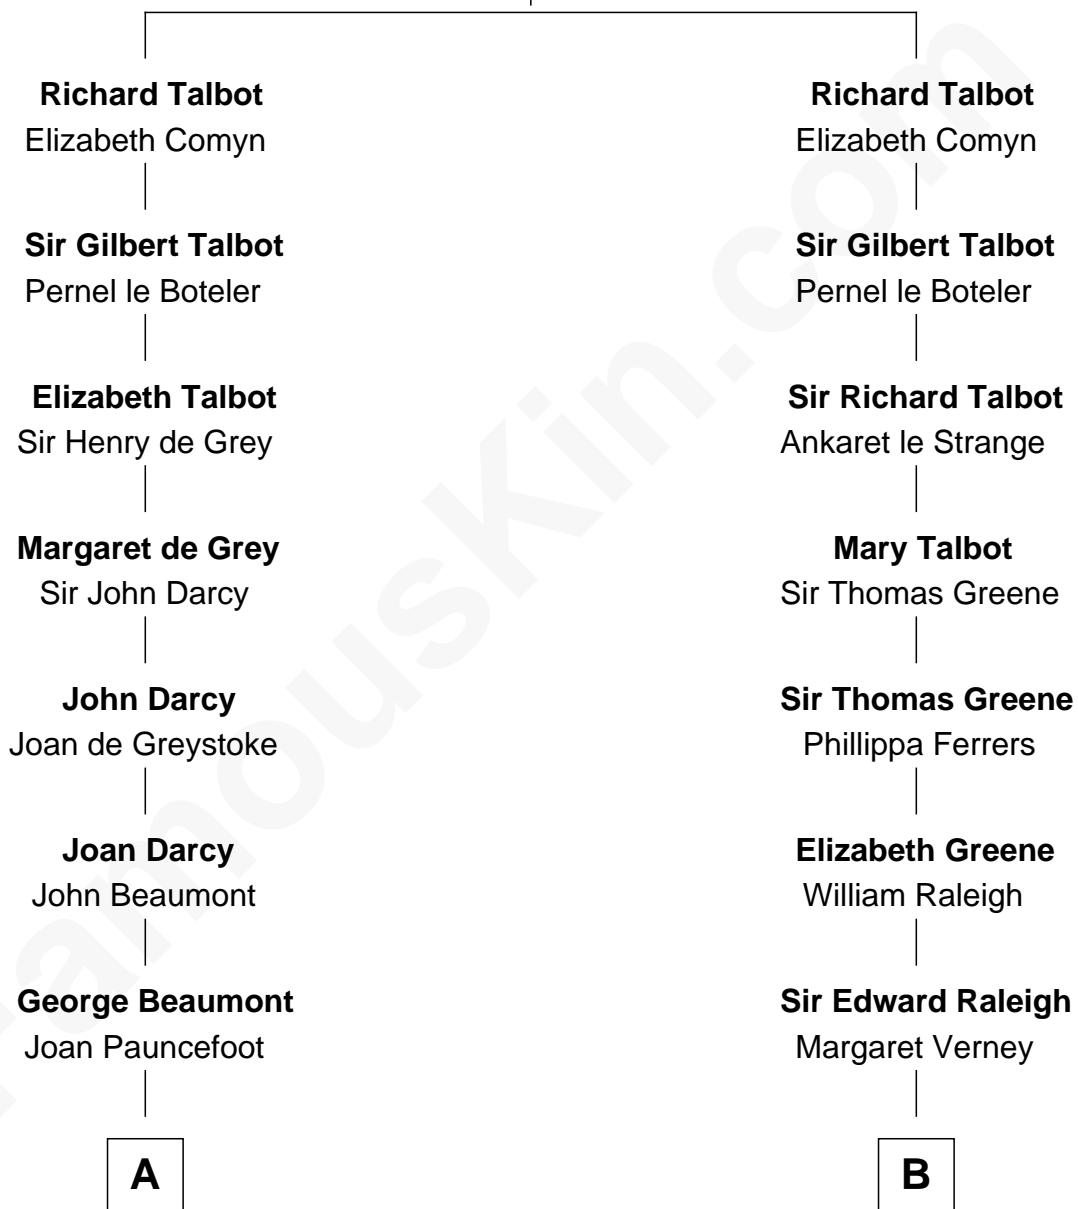 Richard Talbot
Elizabeth Comyn
Sir Gilbert Talbot
Pernel le Boteler
Elizabeth Talbot
Sir Henry de Grey
Margaret de Grey
Sir John Darcy
John Darcy
Joan de Greystoke
Joan Darcy
John Beaumont
George Beaumont
Joan Pauncefoot
A
Richard Talbot
Elizabeth Comyn
Sir Gilbert Talbot
Pernel le Boteler
Sir Richard Talbot
Ankaret le Strange
Mary Talbot
Sir Thomas Greene
Sir Thomas Greene
Phillippa Ferrers
Elizabeth Greene
William Raleigh
Sir Edward Raleigh
Margaret Verney
B
FamousKin.com